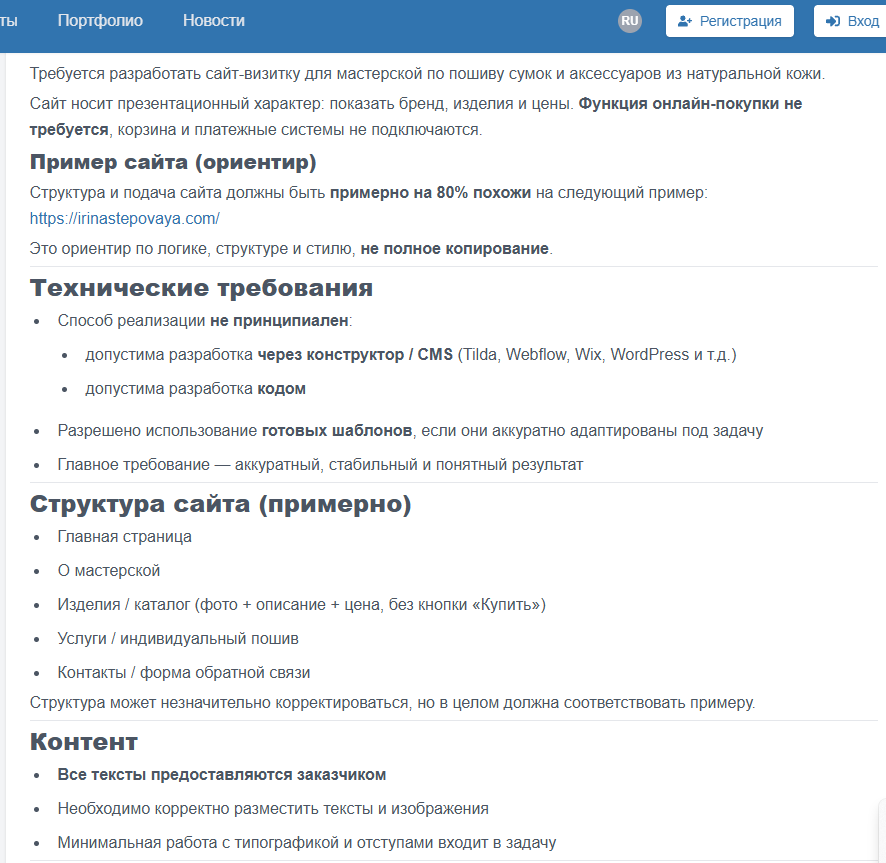 ты Портфолио Новости RU Регистрация Вход
Требуется разработать сайт-визитку для мастерской по пошиву сумок и аксессуаров из натуральной кожи.
Сайт носит презентационный характер: показать бренд, изделия и цены. Функция онлайн-покупки не
требуется, корзина и платежные системы не подключаются.
Пример сайта (ориентир)
Структура и подача сайта должны быть примерно на 80% похожи на следующий пример:
https://irinastepovaya.com/
Это ориентир по логике, структуре и стилю, не полное копирование.
Технические требования
• Способ реализации не принципиален:
• допустима разработка через конструктор / CMS (Tilda, Webflow, Wix, WordPress и т.д.)
• допустима разработка кодом
• Разрешено использование готовых шаблонов, если они аккуратно адаптированы под задачу
• Главное требование — аккуратный, стабильный и понятный результат
Структура сайта (примерно)
• Главная страница
• О мастерской
• Изделия / каталог (фото + описание + цена, без кнопки «Купить»)
• Услуги / индивидуальный пошив
• Контакты / форма обратной связи
Структура может незначительно корректироваться, но в целом должна соответствовать примеру.
Контент
• Все тексты предоставляются заказчиком
• Необходимо корректно разместить тексты и изображения
• Минимальная работа с типографикой и отступами входит в задачу